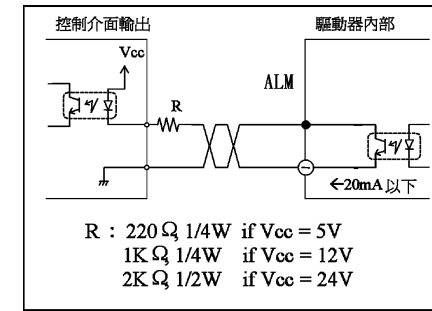 控制介面輸出
驅動器內部
Vcc
ALM
R
←20mA 以下
R : 220 Ω, 1/4W if Vcc = 5V
1K Ω, 1/4W if Vcc = 12V
2K Ω, 1/2W if Vcc = 24V